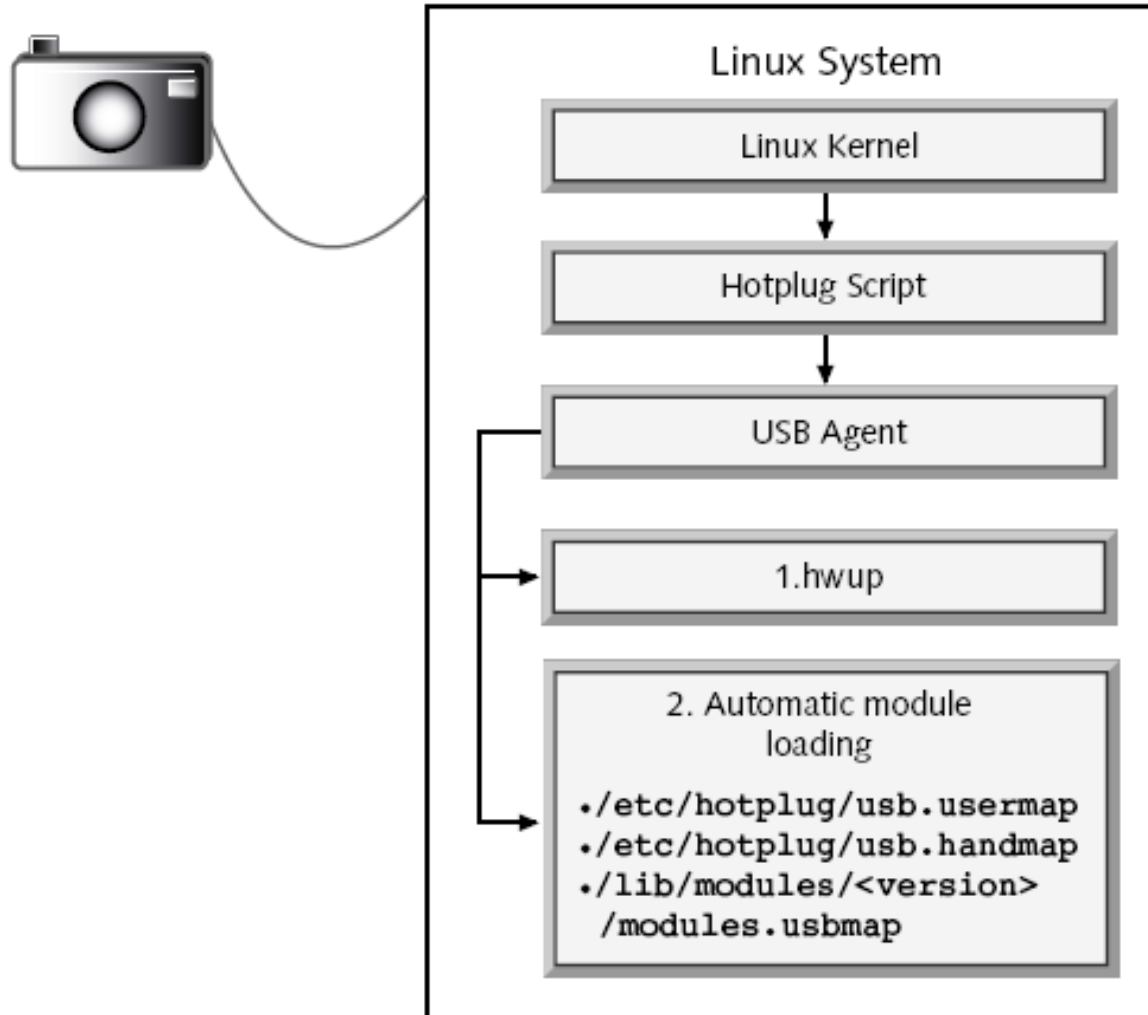 Linux System
Linux Kernel
Hotplug Script
USB Agent
1.hwup
2. Automatic module
loading
•/etc/hotplug/usb.usermap
•/etc/hotplug/usb.handmap
•/lib/modules/<version>
/modules.usbmap